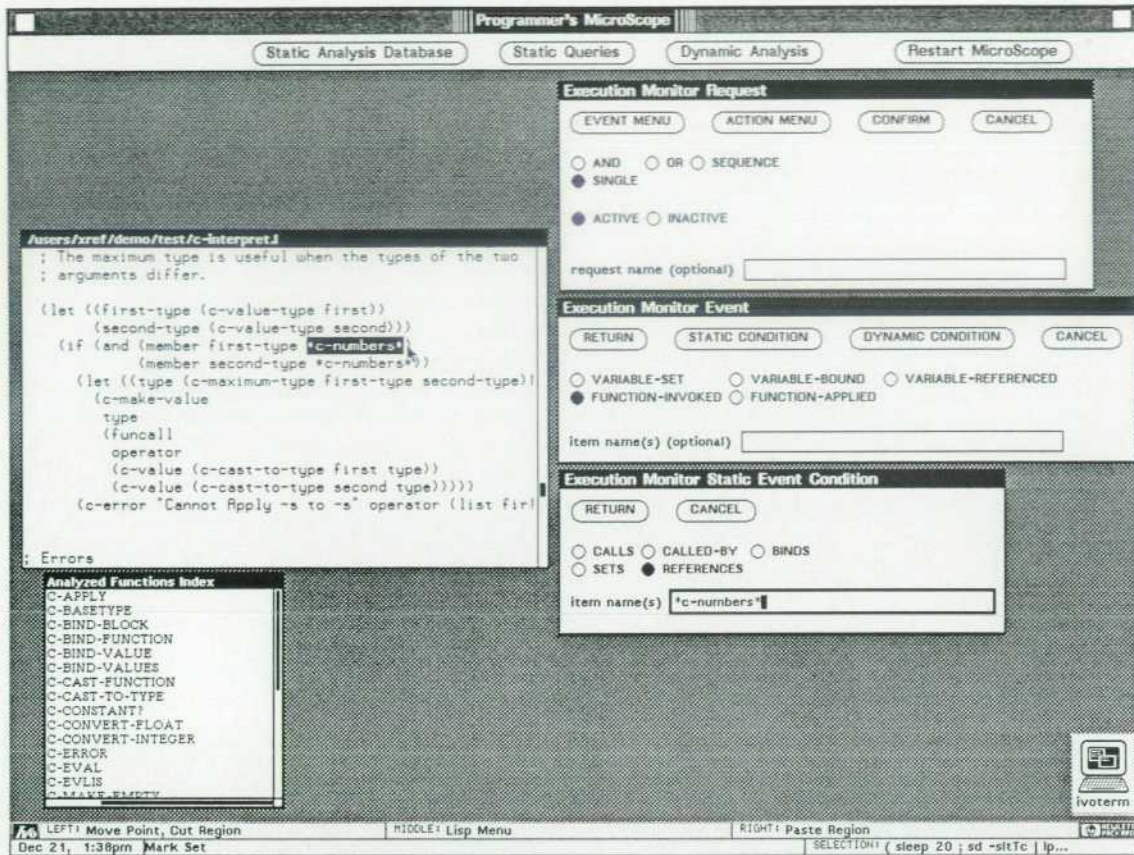 Programmer's MicroScope
Static Analysis Database Static Queries Dynamic Analysis Restart MicroScope
Execution Monitor Request
EVENT MENU ACTION MENU CONFIRM CANCEL
AND OR SEQUENCE
SINGLE
ACTIVE INACTIVE
request name (optional)
/users/xref/demo/test/c-interpret.l
; The maximum type is useful when the types of the two
; arguments differ.
(let ((first-type (c-value-type first))
(second-type (c-value-type second)))
(if (and (member first-type *c-numbers*)
(member second-type *c-numbers*))
(let ((type (c-maximum-type first-type second-type)!
(c-make-value
type
(funcall
operator
(c-value (c-cast-to-type first type))
(c-value (c-cast-to-type second type)))))
(c-error "Cannot Apply ~s to ~s" operator (list fir!
; Errors
Execution Monitor Event
RETURN STATIC CONDITION DYNAMIC CONDITION CANCEL
VARIABLE-SET VARIABLE-BOUND VARIABLE-REFERENCED
FUNCTION-INVOKED FUNCTION-APPLIED
item name(s) (optional)
Execution Monitor Static Event Condition
RETURN CANCEL
CALLS CALLED-BY BINDS
SETS REFERENCES
item name(s) *c-numbers*
Analyzed Functions Index
C-APPLY
C-BASETYPE
C-BIND-BLOCK
C-BIND-FUNCTION
C-BIND-VALUE
C-BIND-VALUES
C-CAST-FUNCTION
C-CAST-TO-TYPE
C-CONSTANT?
C-CONVERT-FLOAT
C-CONVERT-INTEGER
C-ERROR
C-EVAL
C-EVLIS
C-MAKE-EMPTY
ivoterm
LEFT: Move Point, Cut Region MIDDLE: Lisp Menu RIGHT: Paste Region HEWLETT PACKARD
Dec 21, 1:38pm Mark Set SELECTION: ( sleep 20 ; sd -sltTc | lp...